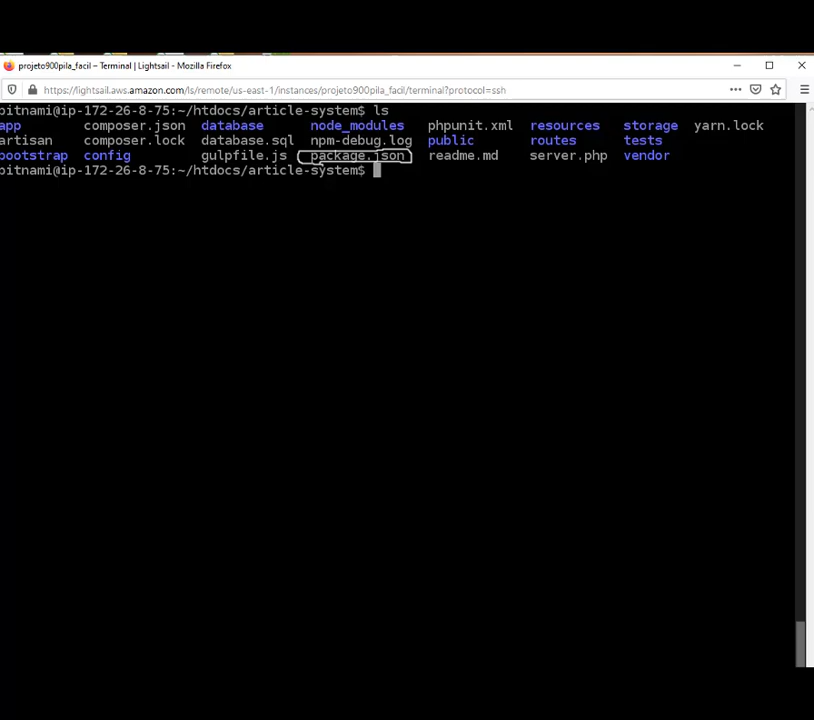 projeto900pila_facil – Terminal | Lightsail - Mozilla Firefox
https://lightsail.aws.amazon.com/ls/remote/us-east-1/instances/projeto900pila_facil/terminal?protocol=ssh
bitnami@ip-172-26-8-75:~/htdocs/article-system$ ls
app composer.json database node_modules phpunit.xml resources storage yarn.lock
artisan composer.lock database.sql npm-debug.log public routes tests
bootstrap config gulpfile.js package.json readme.md server.php vendor
bitnami@ip-172-26-8-75:~/htdocs/article-system$